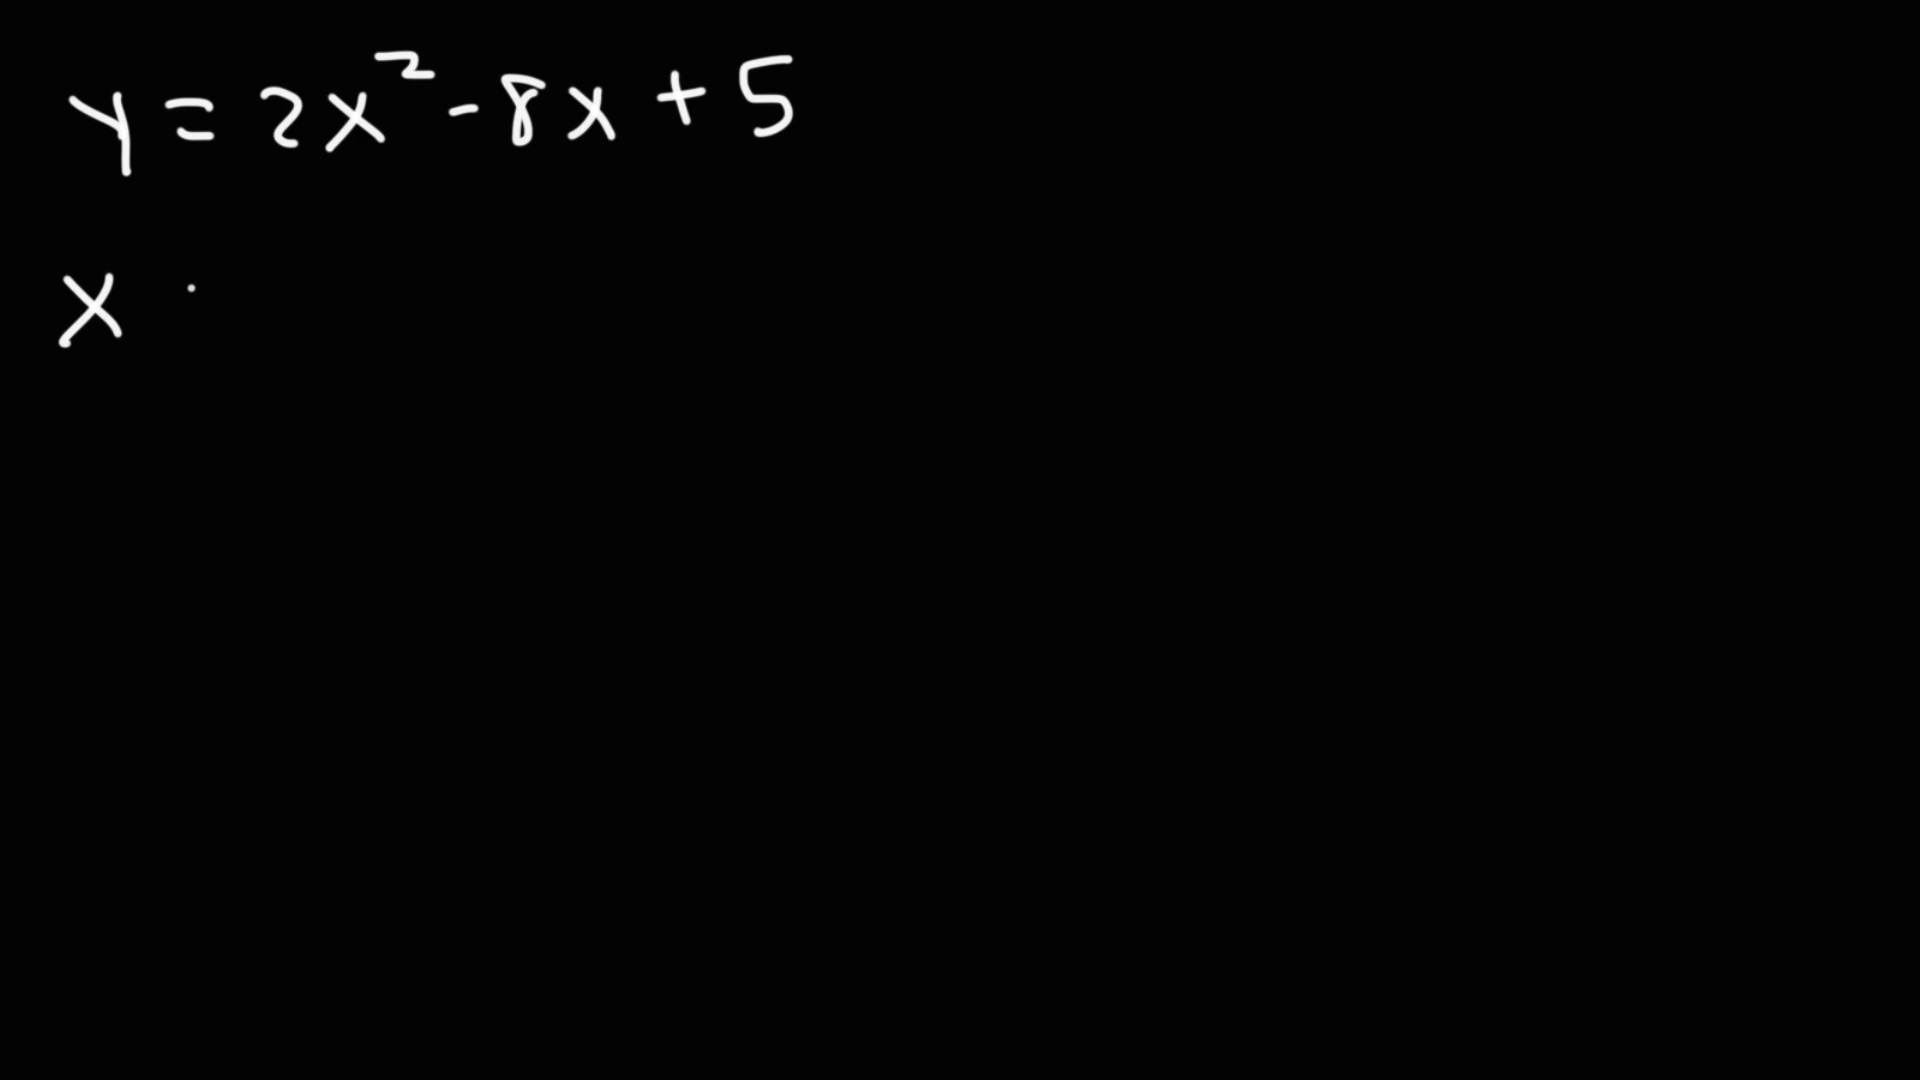 y = 2x² - 8x + 5
x